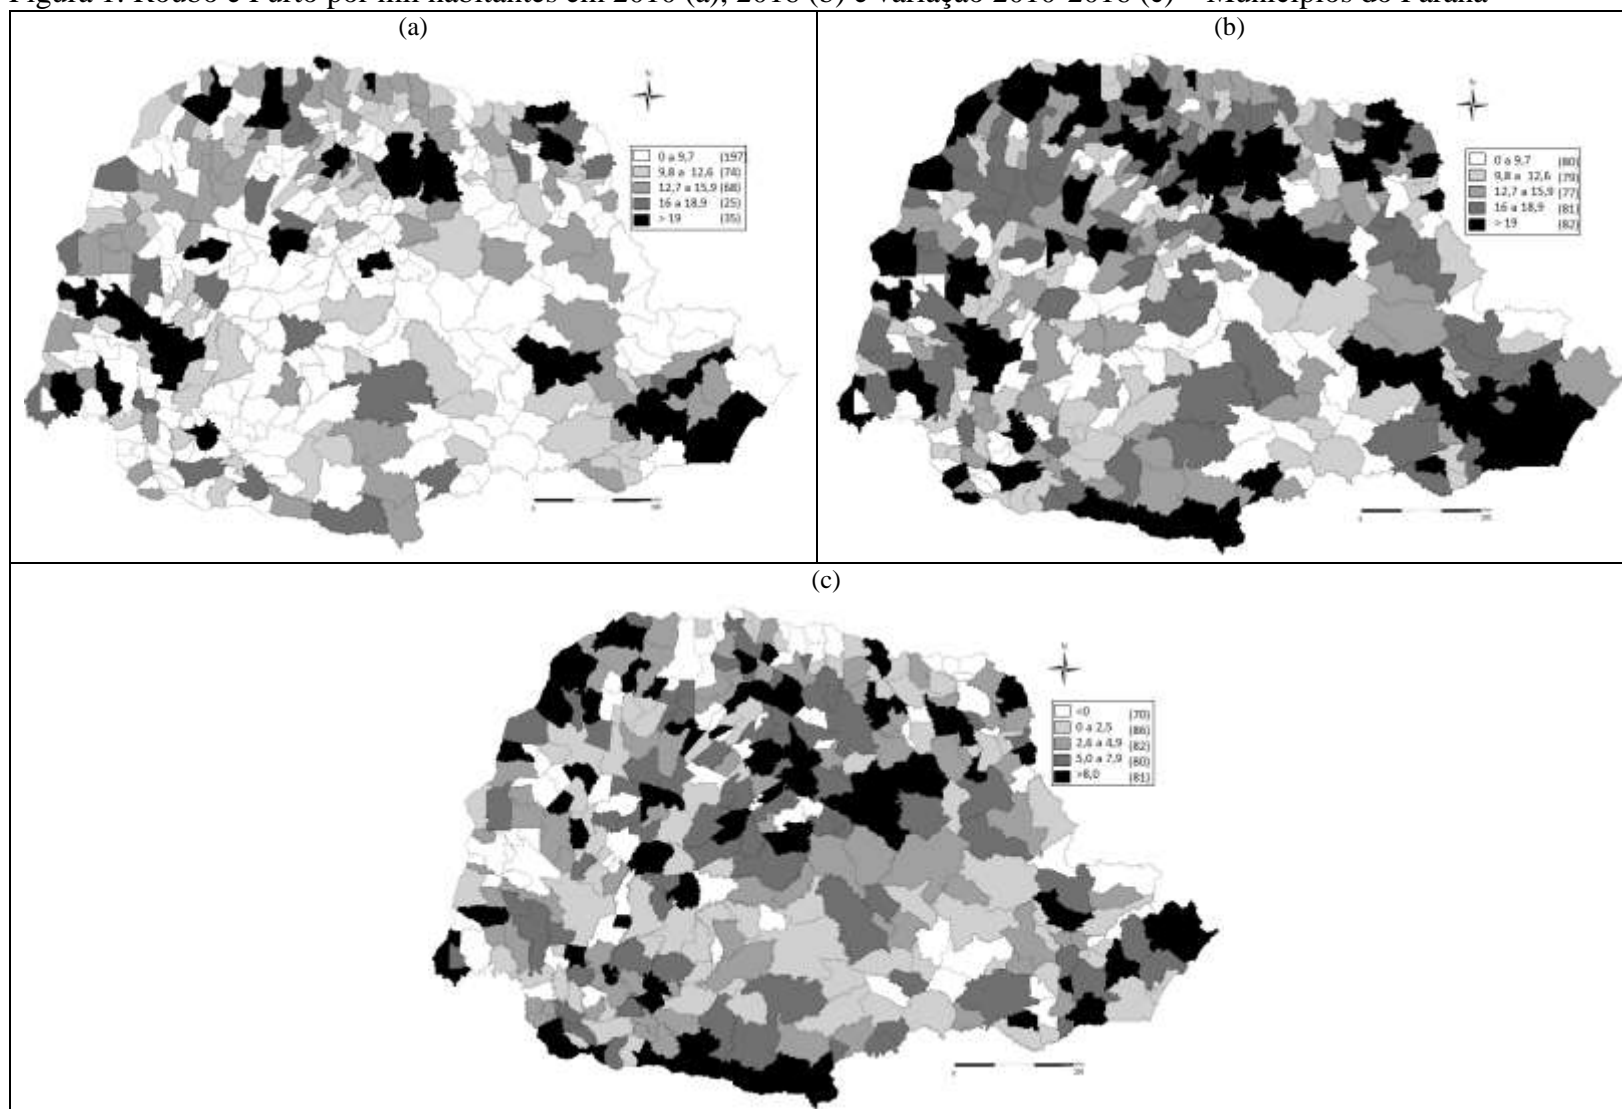 Figura 1: Roubo e Furto por mil habitantes em 2010 (a), 2018 (b) e variação 2010-2018 (c) – Municípios do Paraná
(a)
0 a 9,7 (197)
9,8 a 12,6 (74)
12,7 a 15,9 (68)
16 a 18,9 (25)
> 19 (35)
(b)
0 a 9,7 (80)
9,8 a 12,6 (79)
12,7 a 15,9 (77)
16 a 18,9 (81)
> 19 (82)
(c)
<0 (70)
0 a 2,5 (86)
2,6 a 4,9 (82)
5,0 a 7,9 (80)
>8,0 (81)